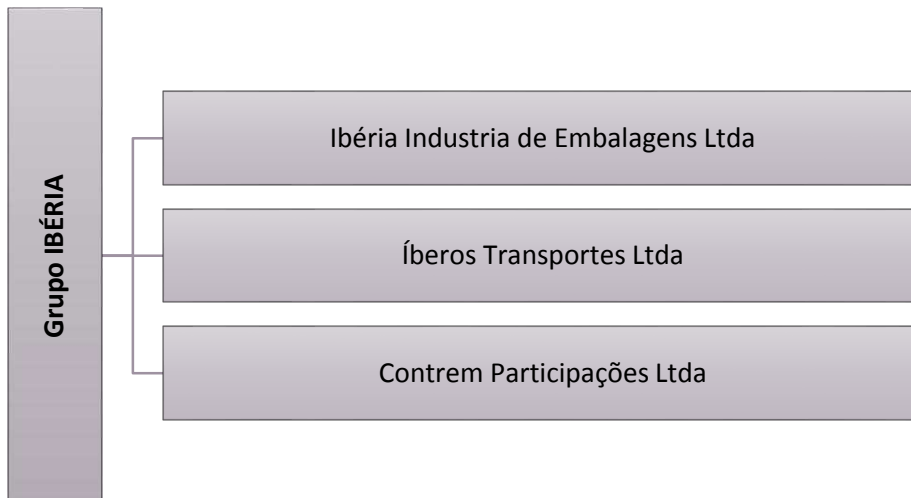 Grupo IBÉRIA
Ibéria Industria de Embalagens Ltda
Íberos Transportes Ltda
Contrem Participações Ltda